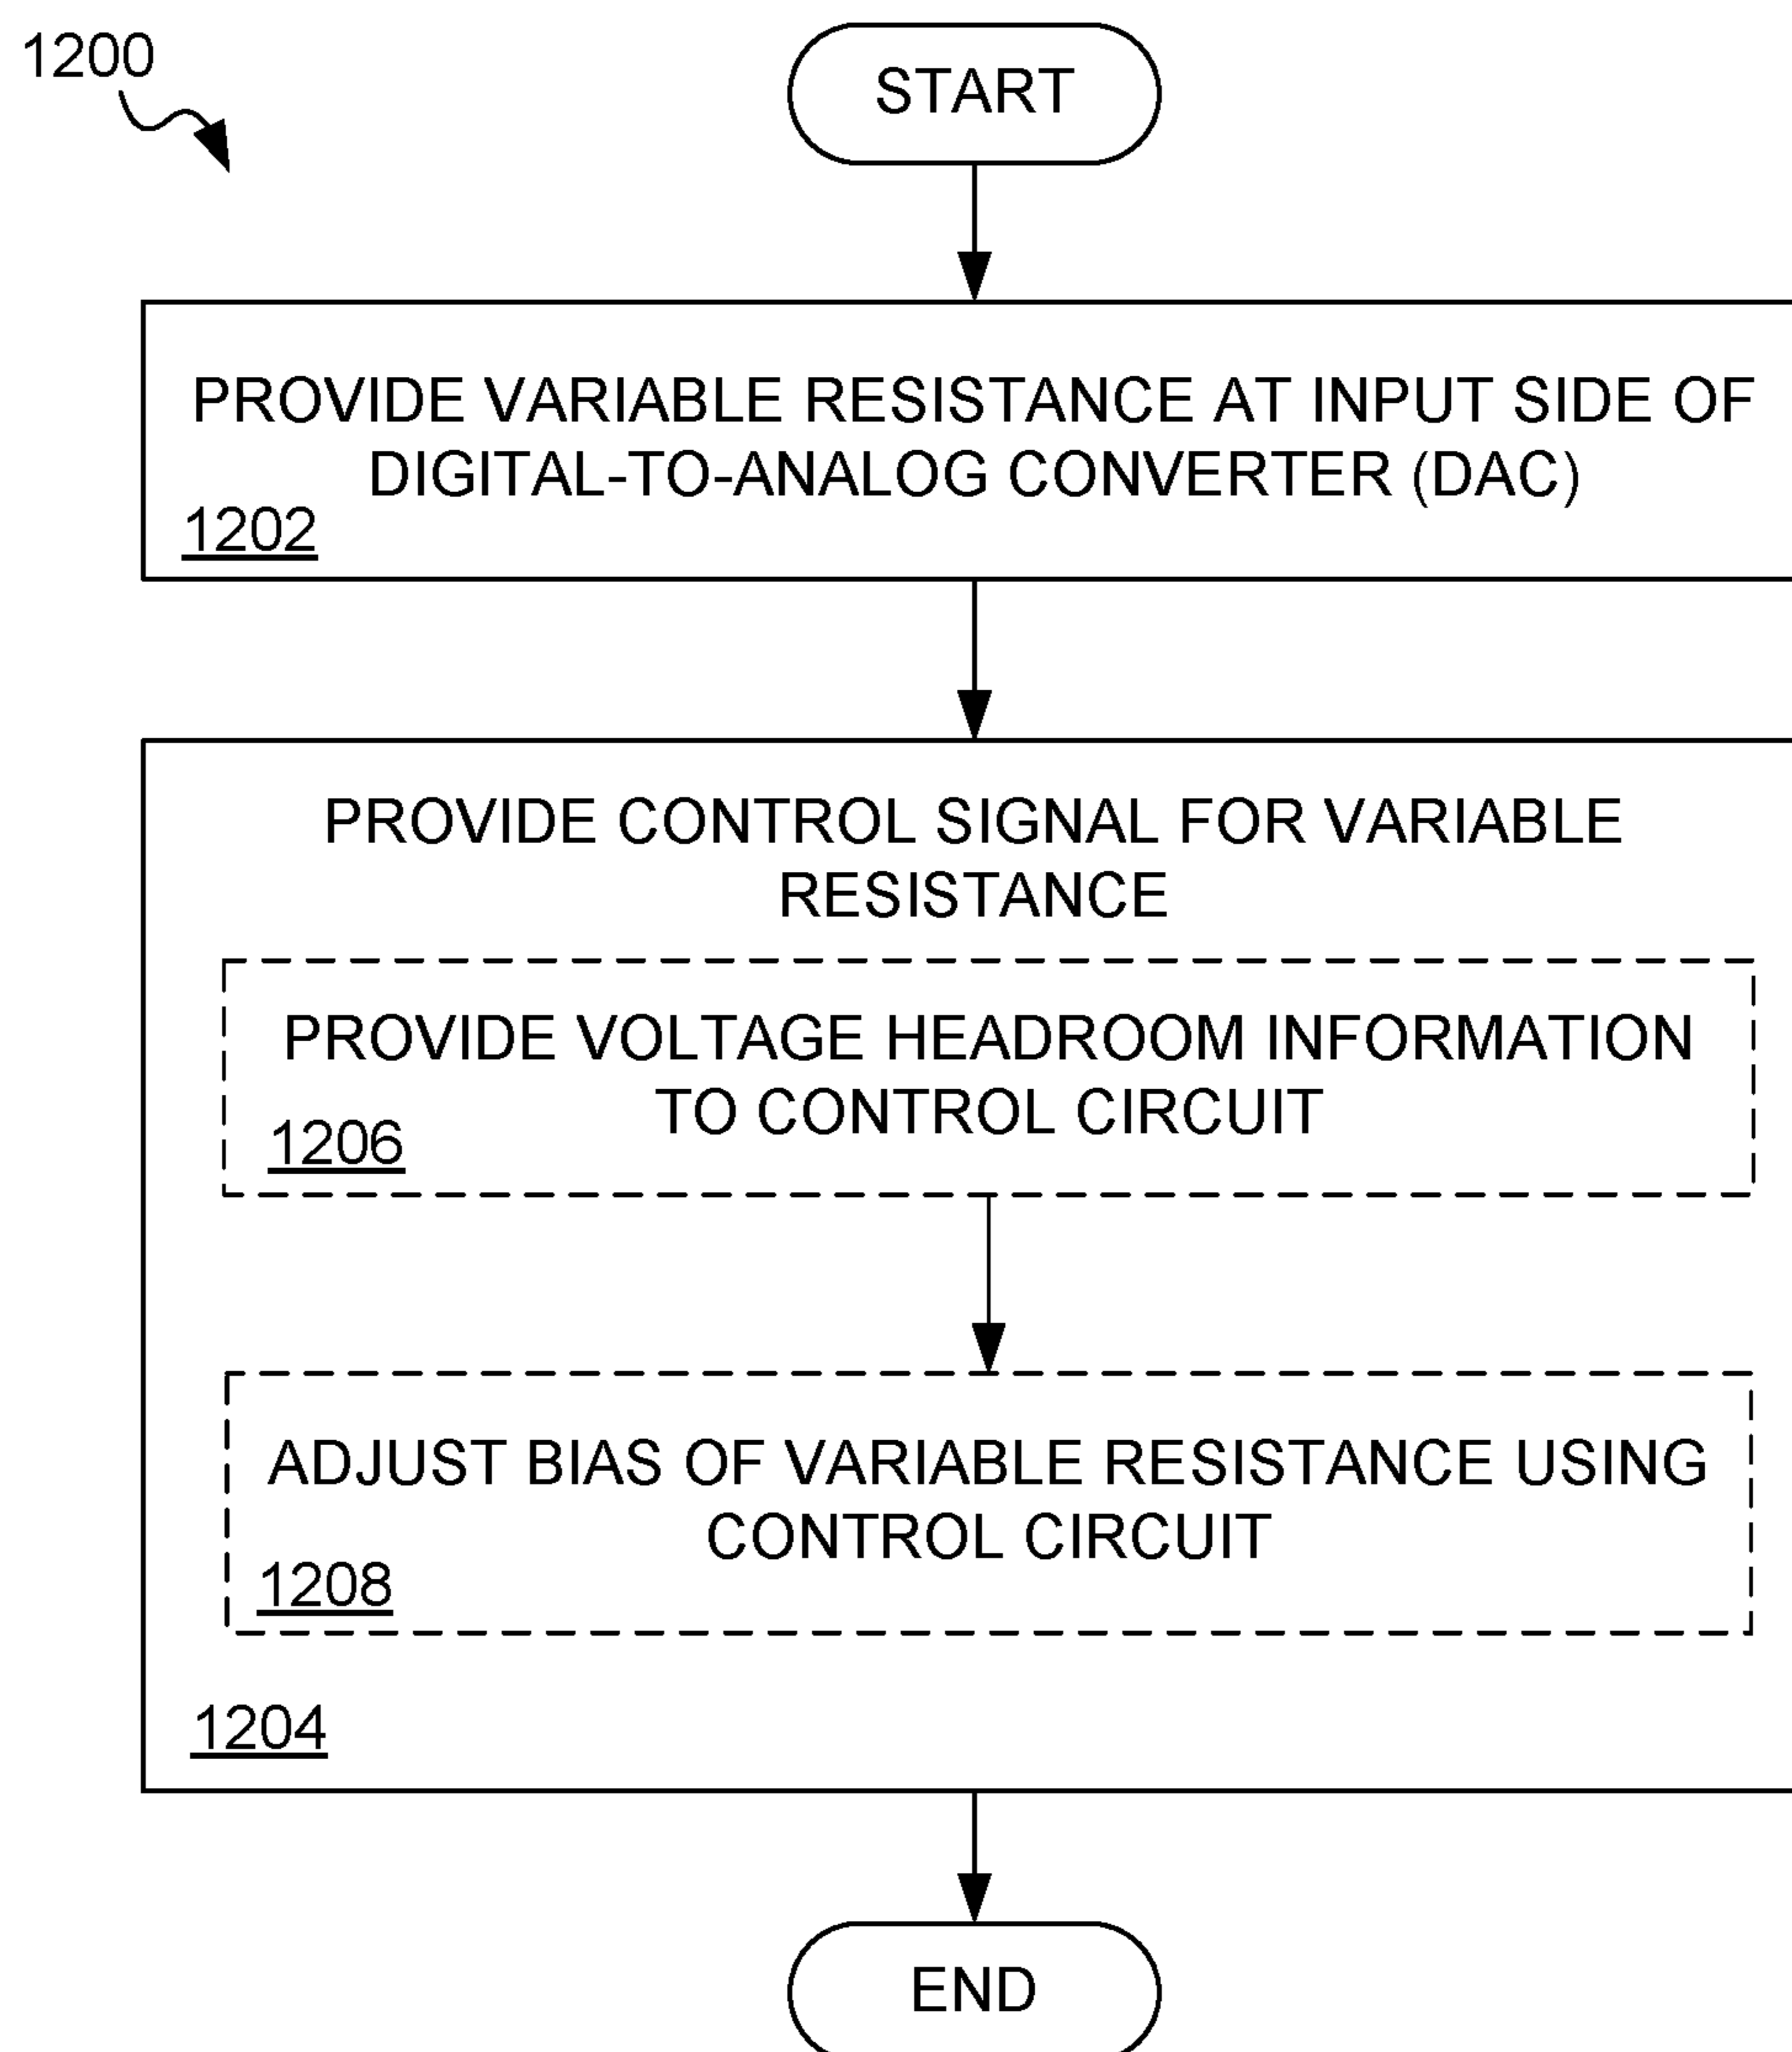 1200
START
PROVIDE VARIABLE RESISTANCE AT INPUT SIDE OF
DIGITAL-TO-ANALOG CONVERTER (DAC)
1202
PROVIDE CONTROL SIGNAL FOR VARIABLE
RESISTANCE
PROVIDE VOLTAGE HEADROOM INFORMATION
TO CONTROL CIRCUIT
1206
ADJUST BIAS OF VARIABLE RESISTANCE USING
CONTROL CIRCUIT
1208
1204
END